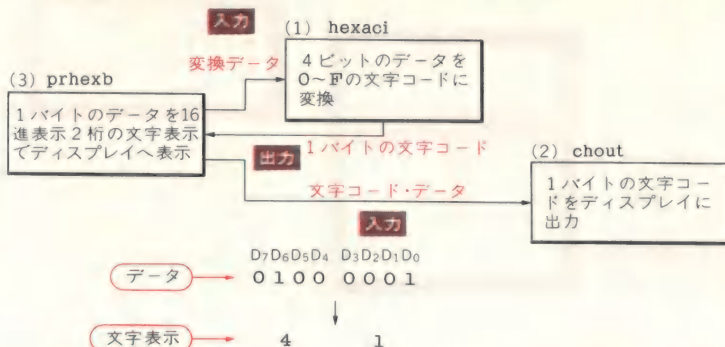 入力
(1) hexaci
変換データ
4ビットのデータを
0～Fの文字コードに
変換
(3) prhexb
1バイトのデータを16
進表示2桁の文字表示
でディスプレイへ表示
出力
1バイトの文字コード
文字コード・データ
入力
(2) chout
1バイトの文字コー
ドをディスプレイに
出力
D7D6D5D4 D3D2D1D0
データ
0100 0001
文字表示
4 1